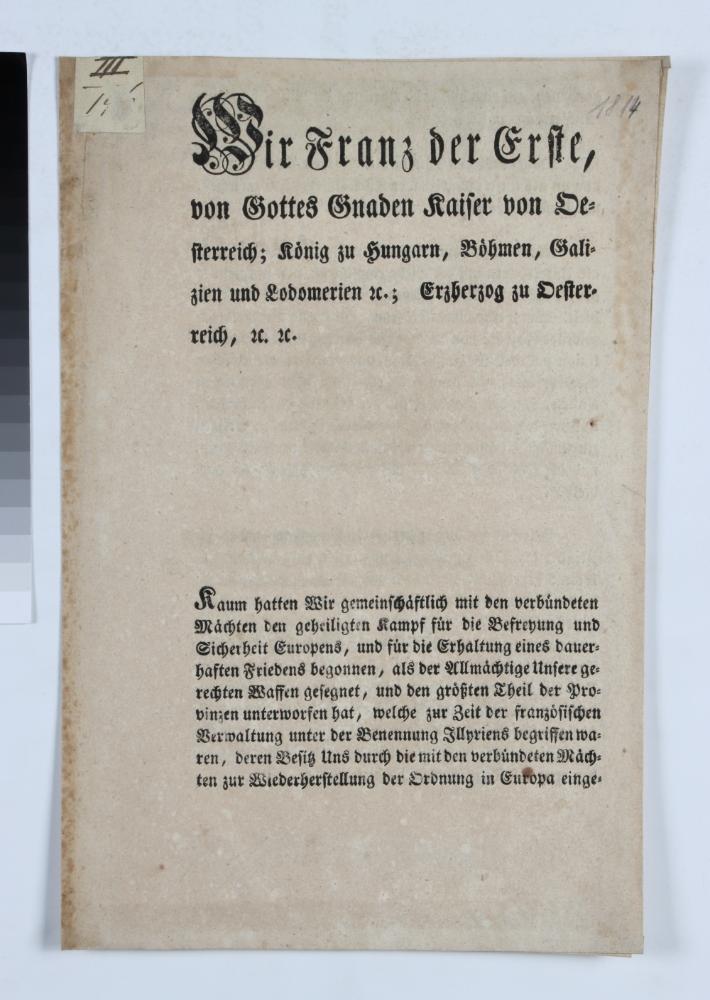 III
1814
Wir Franz der Erste,
von Gottes Gnaden Kaiser von Oe-
sterreich; König zu Hungarn, Böhmen, Gali-
zien und Lodomerien ꝛc.; Erzherzog zu Oester-
reich, ꝛc. ꝛc.
Kaum hatten Wir gemeinschäftlich mit den verbündeten
Mächten den geheiligten Kampf für die Befreyung und
Sicherheit Europens, und für die Erhaltung eines dauer-
haften Friedens begonnen, als der Allmächtige Unsere ge-
rechten Waffen gesegnet, und den größten Theil der Pro-
vinzen unterworfen hat, welche zur Zeit der französischen
Verwaltung unter der Benennung Illyriens begriffen wa-
ren, deren Besitz Uns durch die mit den verbündeten Mäch-
ten zur Wiederherstellung der Ordnung in Europa einge-